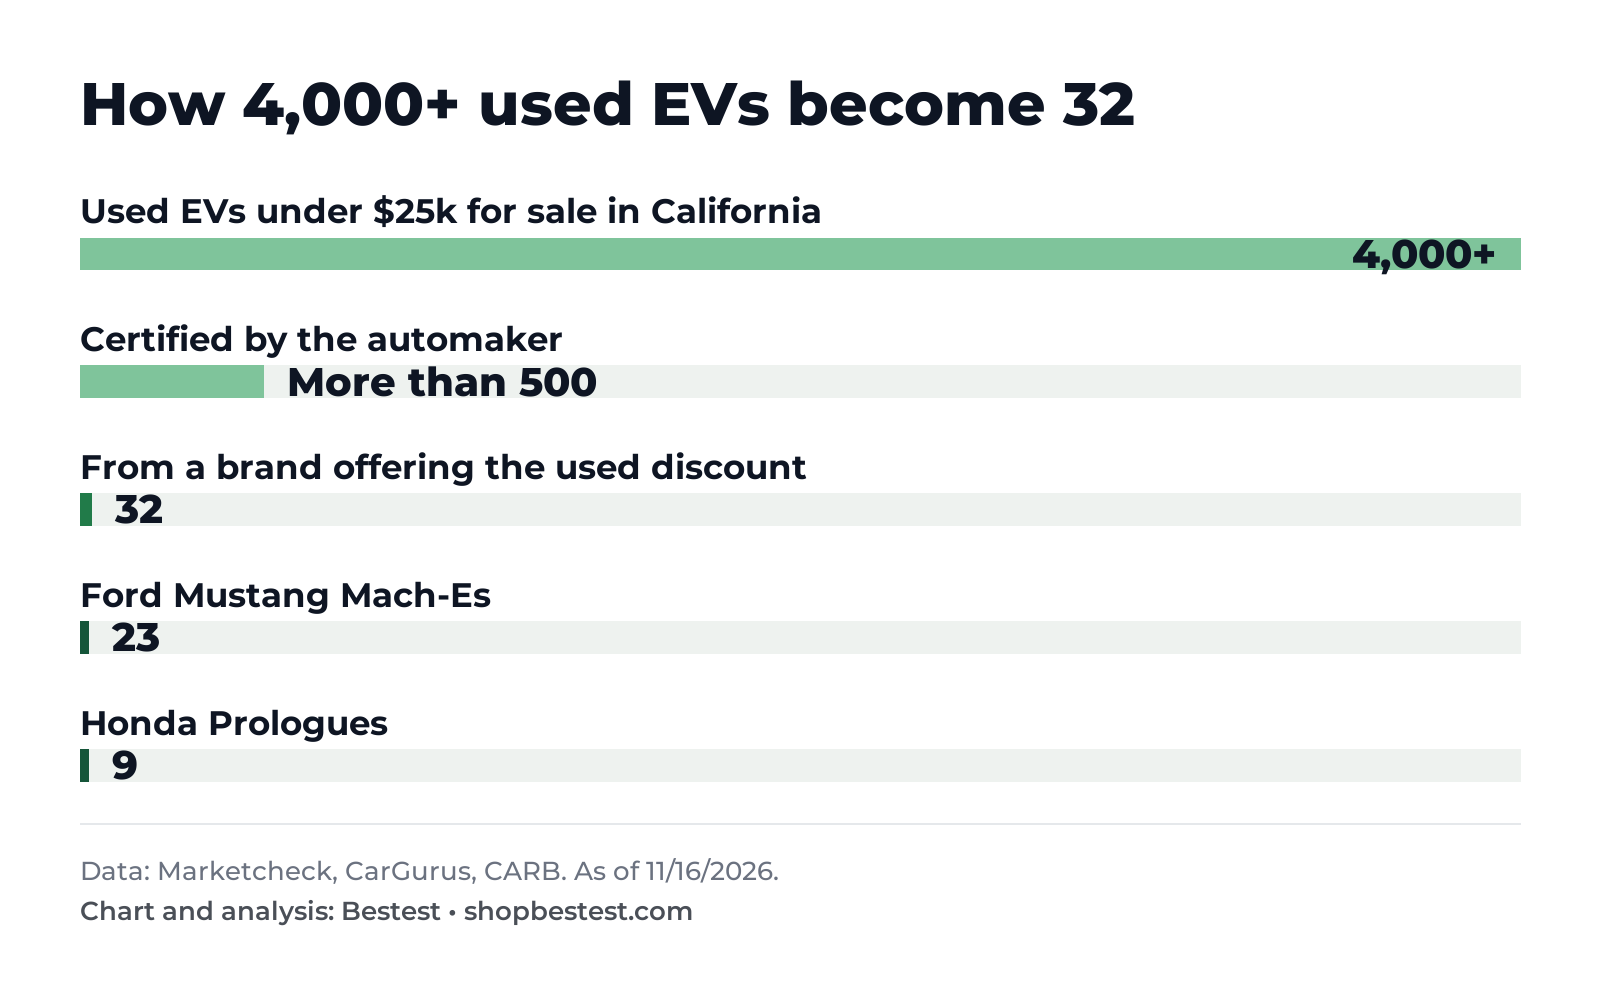 How 4,000+ used EVs become 32
Used EVs under $25k for sale in California
4,000+
Certified by the automaker
More than 500
From a brand offering the used discount
32
Ford Mustang Mach-Es
23
Honda Prologues
9
Data: Marketcheck, CarGurus, CARB. As of 11/16/2026.
Chart and analysis: Bestest • shopbestest.com